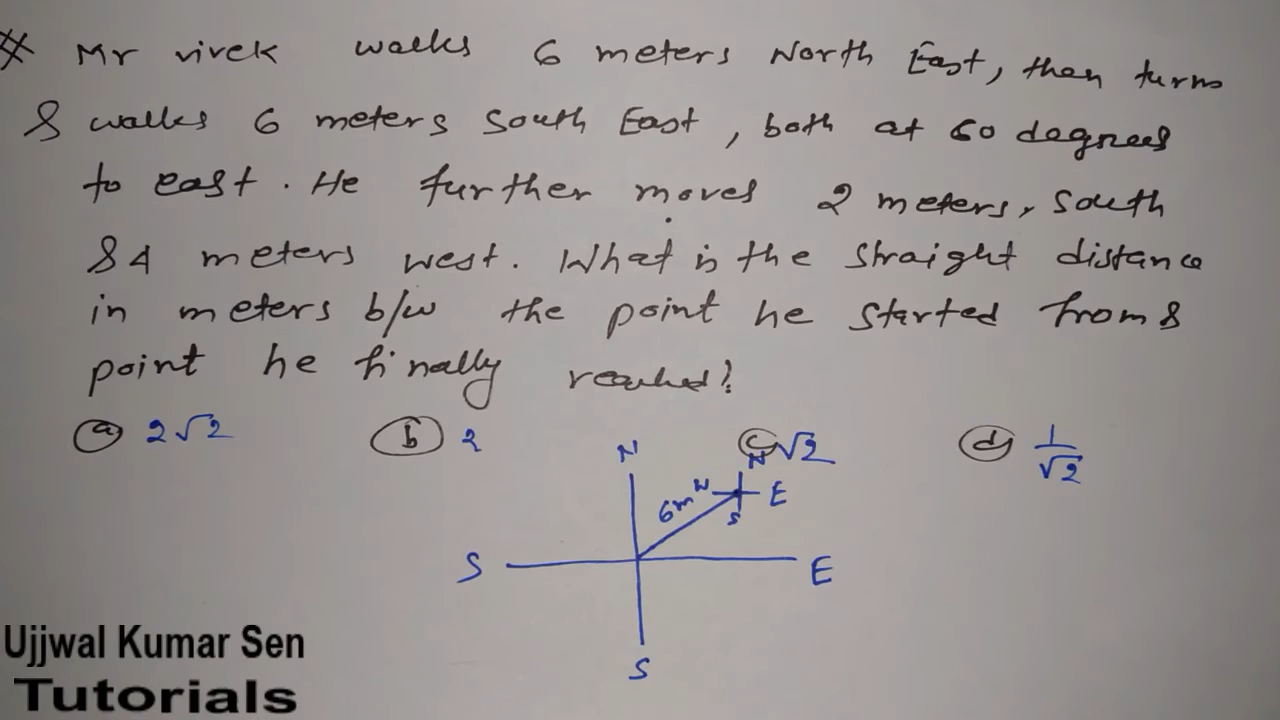 # Mr vivek walks 6 meters North East, then turns
& walks 6 meters South East, both at 60 degrees
to east. He further moves 2 meters, south
& 4 meters west. What is the straight distance
in meters b/w the point he started from &
point he finally reached?
(a) 2√2 (b) 2 (c) √2 (d) 1/√2
N
N
6m W E
S
S E
S
Ujjwal Kumar Sen
Tutorials